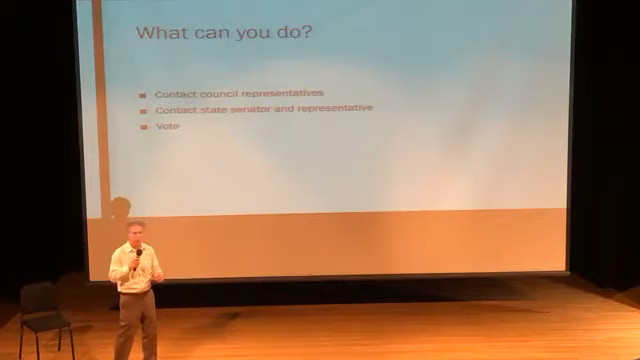 What can you do?
Contact council representatives
Contact state senator and representative
Vote